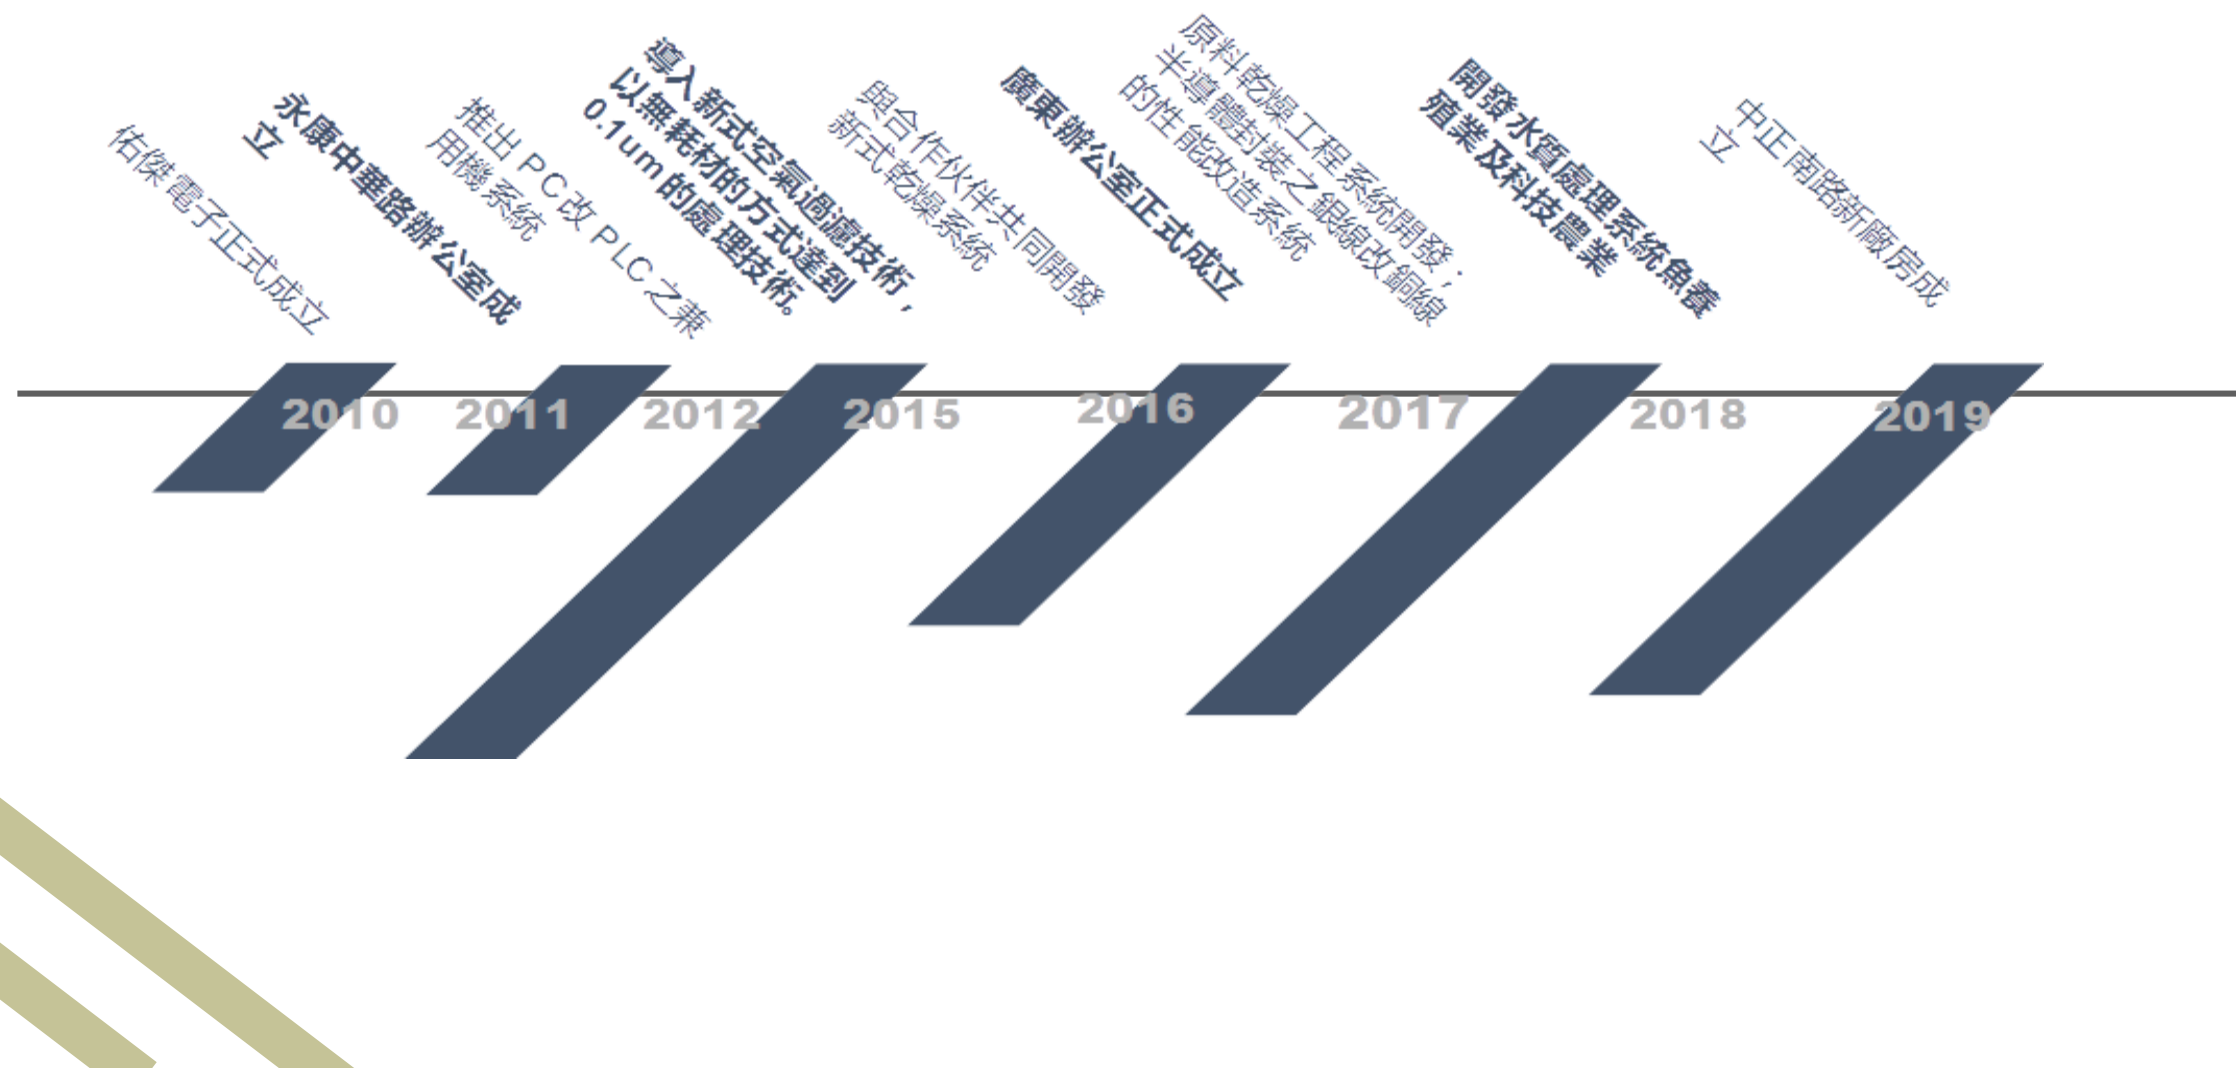 佑傑電子正式成立
永康中華路辦公室成
立
推出 PC改 PLC之兼
用機系統
導入新式空氣過濾技術，
以無耗材的方式達到
0.1um的處理技術。
與合作伙伴共同開發
新式乾燥系統
廣東辦公室正式成立
原料乾燥工程系統開發；
半導體封裝之銀線改銅線
的性能改造系統
開發水質處理系統魚養
殖業及科技農業
中正南路新廠房成
立
2010
2011
2012
2015
2016
2017
2018
2019